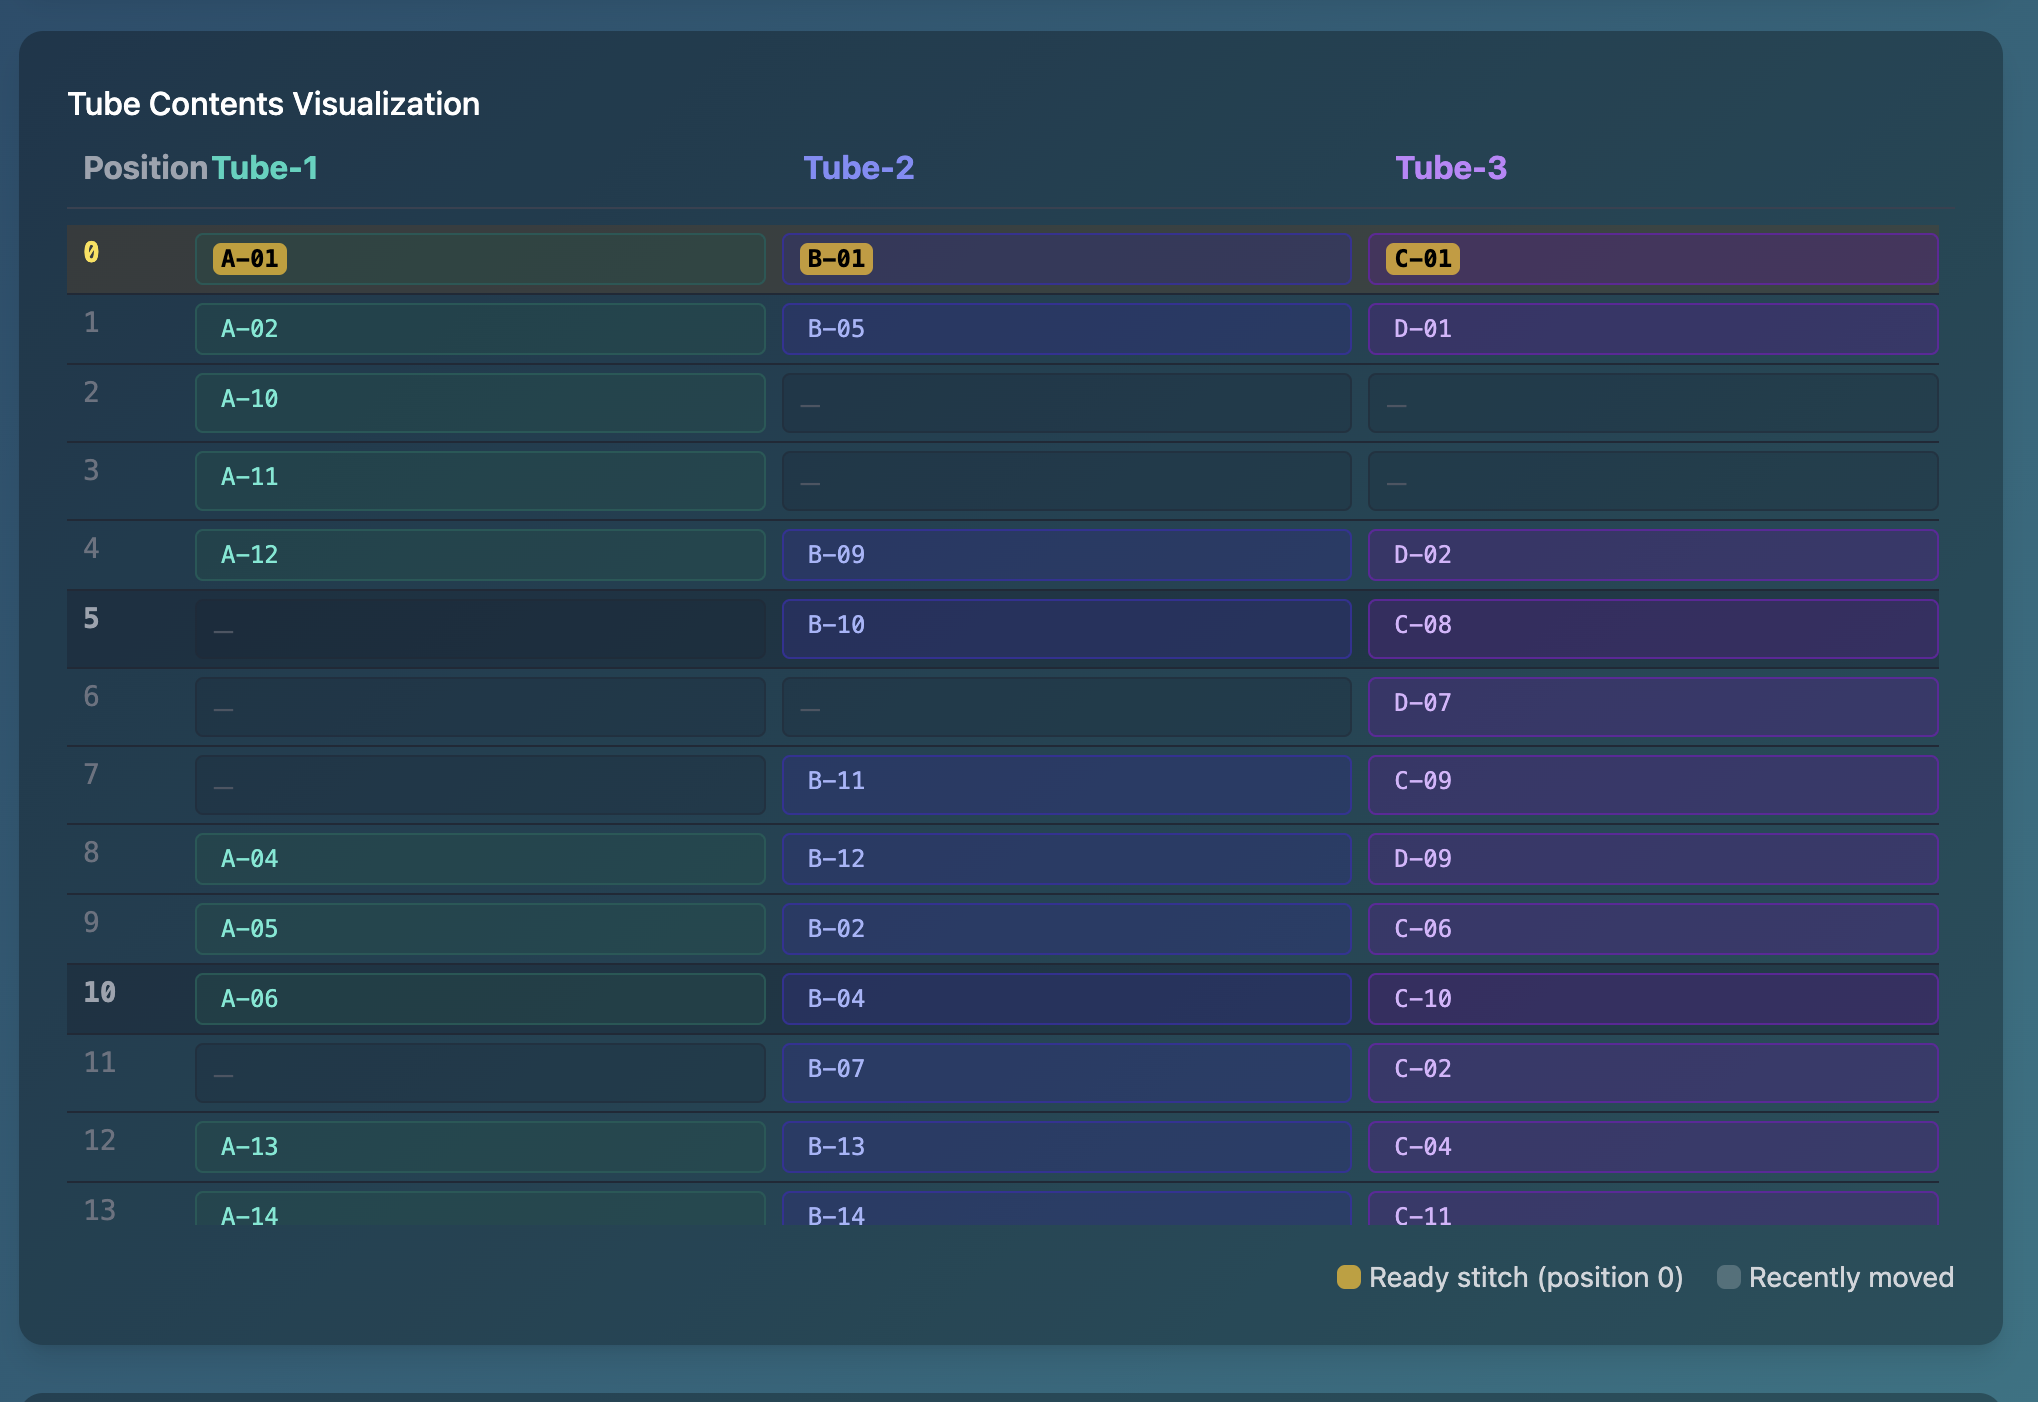 Tube Contents Visualization
Position Tube-1 Tube-2 Tube-3
0 A-01 B-01 C-01
1 A-02 B-05 D-01
2 A-10 — —
3 A-11 — —
4 A-12 B-09 D-02
5 — B-10 C-08
6 — — D-07
7 — B-11 C-09
8 A-04 B-12 D-09
9 A-05 B-02 C-06
10 A-06 B-04 C-10
11 — B-07 C-02
12 A-13 B-13 C-04
13 A-14 B-14 C-11
Ready stitch (position 0) Recently moved